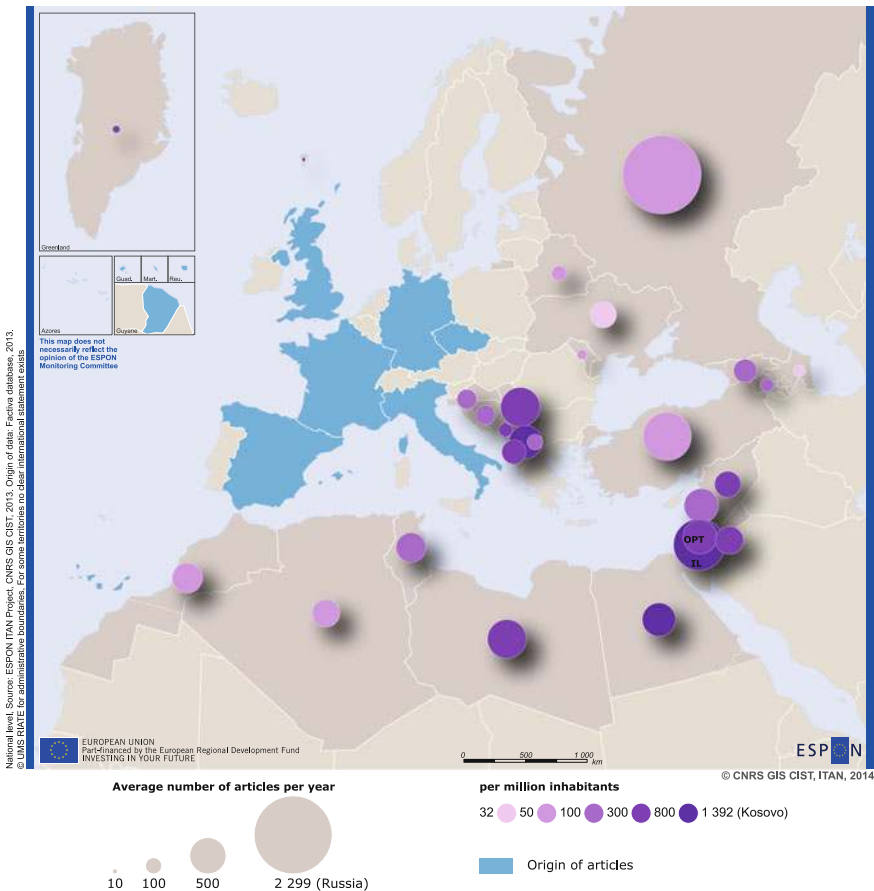 Greenland
Azores
Guad.
Mart.
Reu.
Guyane
This map does not
necessarily reflect the
opinion of the ESPON
Monitoring Committee
National level. Source: ESPON ITAN Project, CNRS GIS CIST, 2013. Origin of data: Factiva database, 2013.
© UMS RIATE for administrative boundaries. For some territories no clear international statement exists
OPT
IL
EUROPEAN UNION
Part-financed by the European Regional Development Fund
INVESTING IN YOUR FUTURE
0 500 1 000
km
ESPON
© CNRS GIS CIST, ITAN, 2014
Average number of articles per year
10 100 500 2 299 (Russia)
per million inhabitants
32 50 100 300 800 1 392 (Kosovo)
Origin of articles